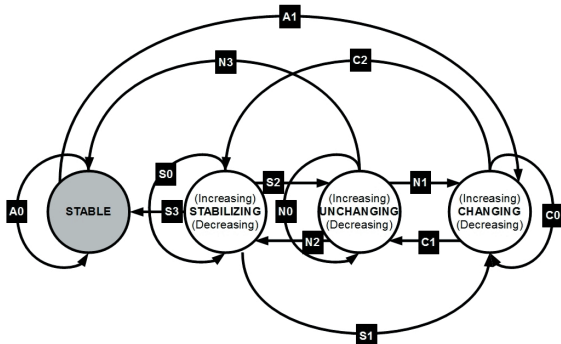 A1
N3
C2
S0
S2
N1
A0
STABLE
S3
(Increasing)
STABILIZING
(Decreasing)
N0
(Increasing)
UNCHANGING
(Decreasing)
(Increasing)
CHANGING
(Decreasing)
C0
N2
C1
S1